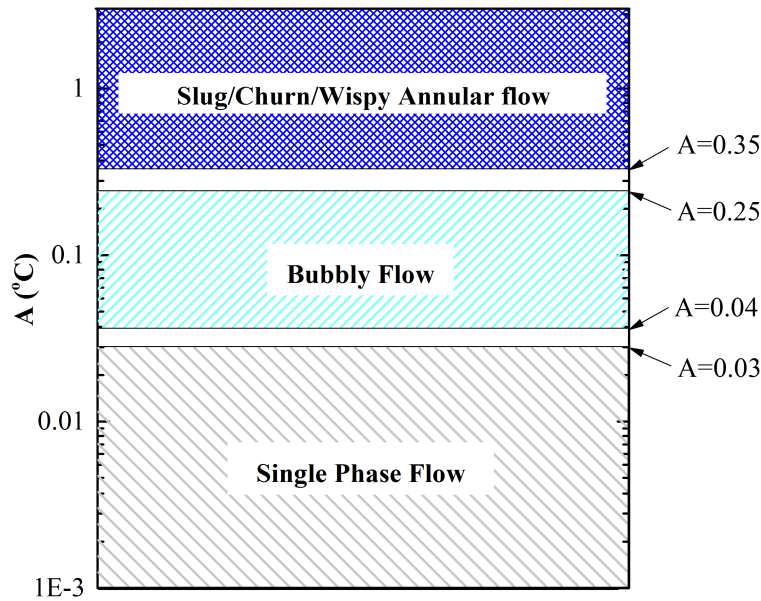 1
Slug/Churn/Wispy Annular flow
A=0.35
A=0.25
0.1
Bubbly Flow
A (°C)
A=0.04
A=0.03
0.01
Single Phase Flow
1E-3